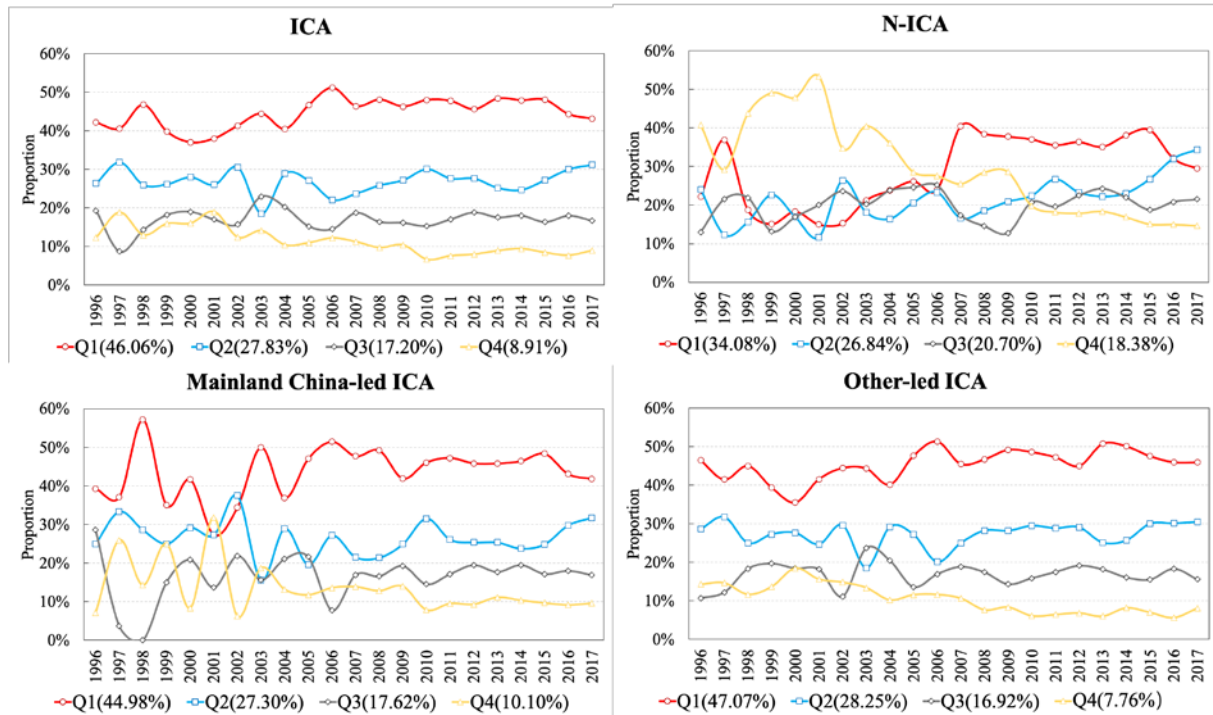 ICA
Proportion
60%
50%
40%
30%
20%
10%
0%
1996 1997 1998 1999 2000 2001 2002 2003 2004 2005 2006 2007 2008 2009 2010 2011 2012 2013 2014 2015 2016 2017
Q1(46.06%) Q2(27.83%) Q3(17.20%) Q4(8.91%)
N-ICA
Proportion
60%
50%
40%
30%
20%
10%
0%
1996 1997 1998 1999 2000 2001 2002 2003 2004 2005 2006 2007 2008 2009 2010 2011 2012 2013 2014 2015 2016 2017
Q1(34.08%) Q2(26.84%) Q3(20.70%) Q4(18.38%)
Mainland China-led ICA
Proportion
60%
50%
40%
30%
20%
10%
0%
1996 1997 1998 1999 2000 2001 2002 2003 2004 2005 2006 2007 2008 2009 2010 2011 2012 2013 2014 2015 2016 2017
Q1(44.98%) Q2(27.30%) Q3(17.62%) Q4(10.10%)
Other-led ICA
Proportion
60%
50%
40%
30%
20%
10%
0%
1996 1997 1998 1999 2000 2001 2002 2003 2004 2005 2006 2007 2008 2009 2010 2011 2012 2013 2014 2015 2016 2017
Q1(47.07%) Q2(28.25%) Q3(16.92%) Q4(7.76%)